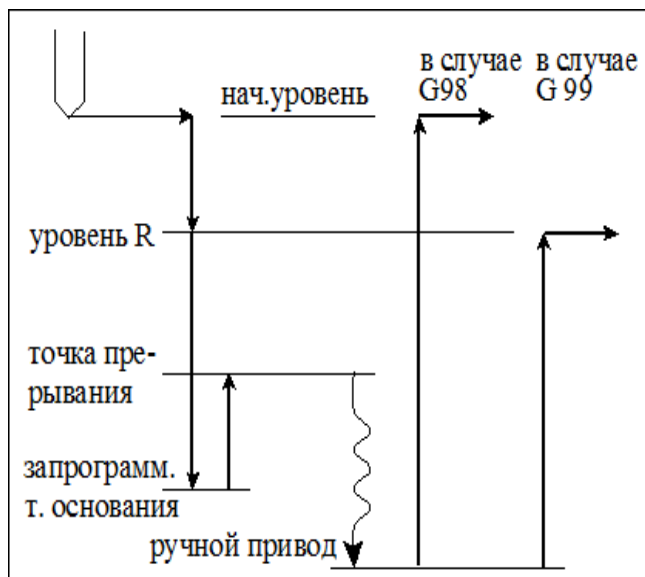 в случае
G98
в случае
G 99
нач.уровень
уровень R
точка пре-
рывания
запрограмм.
т. основания
ручной привод